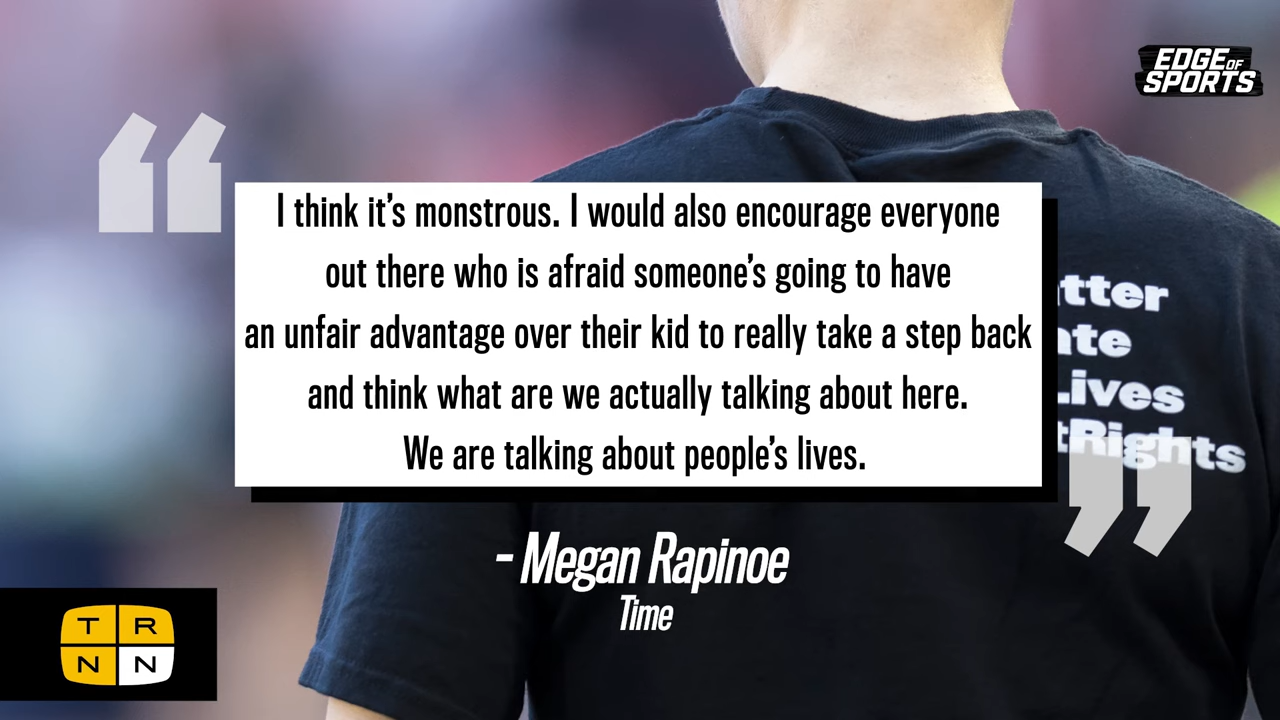 EDGE OF
SPORTS
“
I think it’s monstrous. I would also encourage everyone
out there who is afraid someone’s going to have
an unfair advantage over their kid to really take a step back
and think what are we actually talking about here.
We are talking about people’s lives.
”
Lives
Rights
- Megan Rapinoe
Time
T R
N N